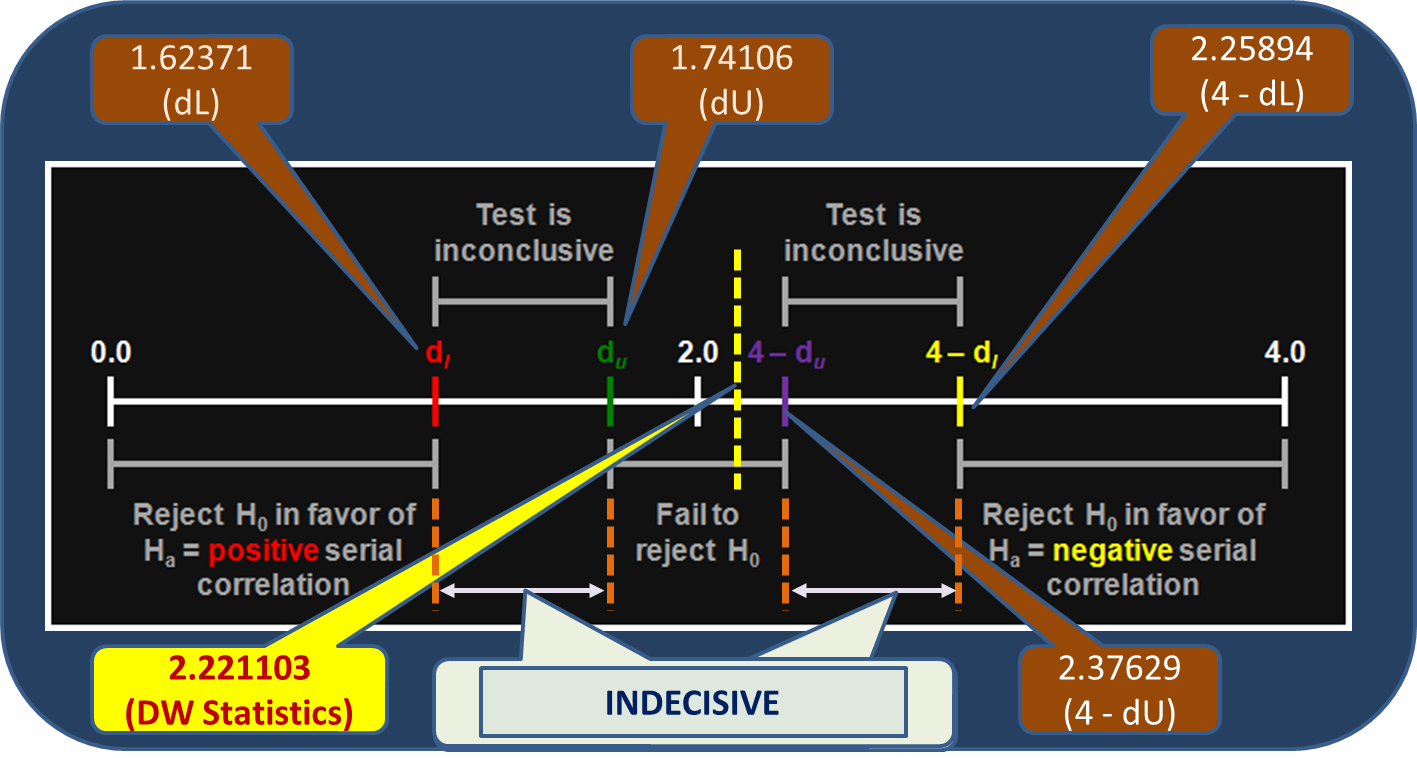 1.62371
(dL)
1.74106
(dU)
2.25894
(4 - dL)
Test is
inconclusive
Test is
inconclusive
0.0
dl
du
2.0
4 – du
4 – dl
4.0
Reject H0 in favor of
Ha = positive serial
correlation
Fail to
reject H0
Reject H0 in favor of
Ha = negative serial
correlation
2.221103
(DW Statistics)
INDECISIVE
2.37629
(4 - dU)